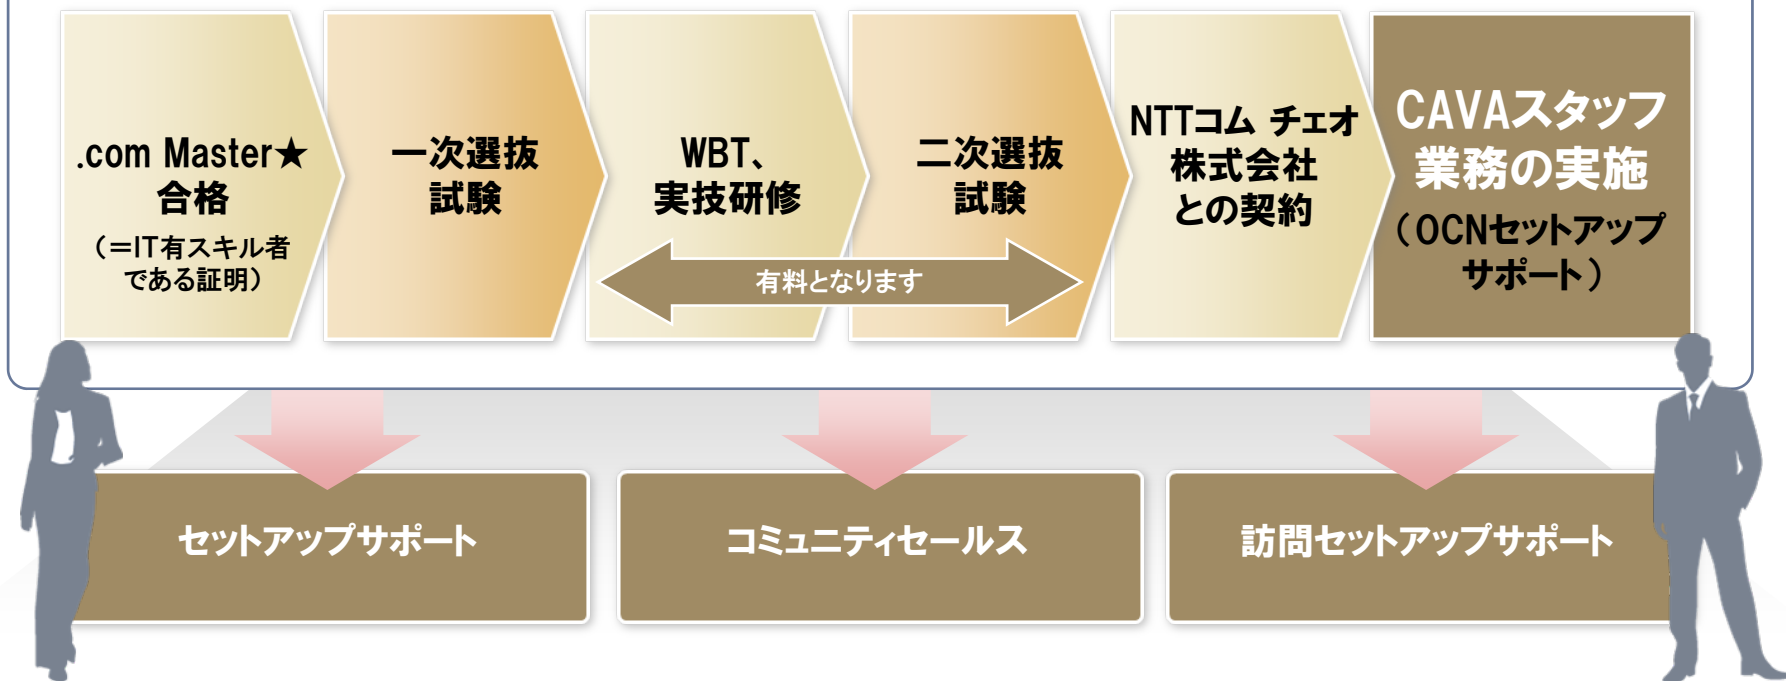 .com Master★
合格
（＝IT有スキル者
である証明）
一次選抜
試験
WBT、
実技研修
二次選抜
試験
有料となります
NTTコム チェオ
株式会社
との契約
CAVAスタッフ
業務の実施
（OCNセットアップ
サポート）
セットアップサポート
コミュニティセールス
訪問セットアップサポート